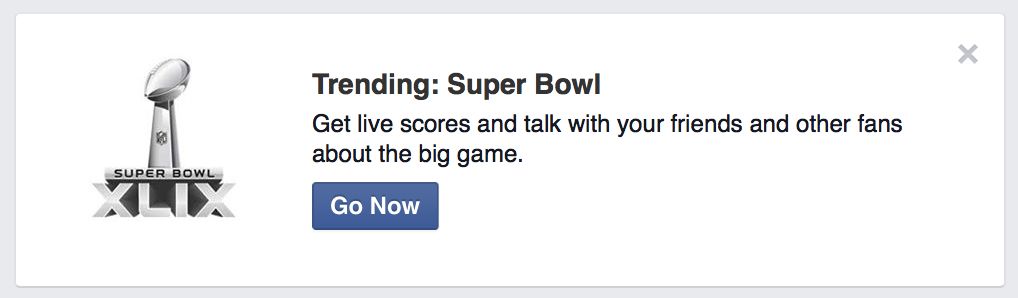 Trending: Super Bowl
Get live scores and talk with your friends and other fans
about the big game.
Go Now
NFL
SUPER BOWL
XLIX